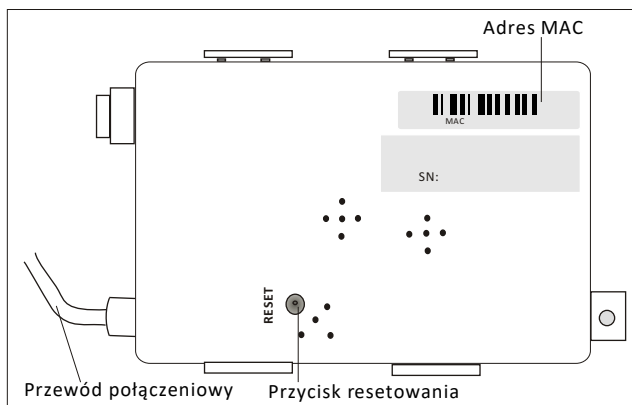 Adres MAC
MAC
SN:
RESET
Przewód połączeniowy
Przycisk resetowania